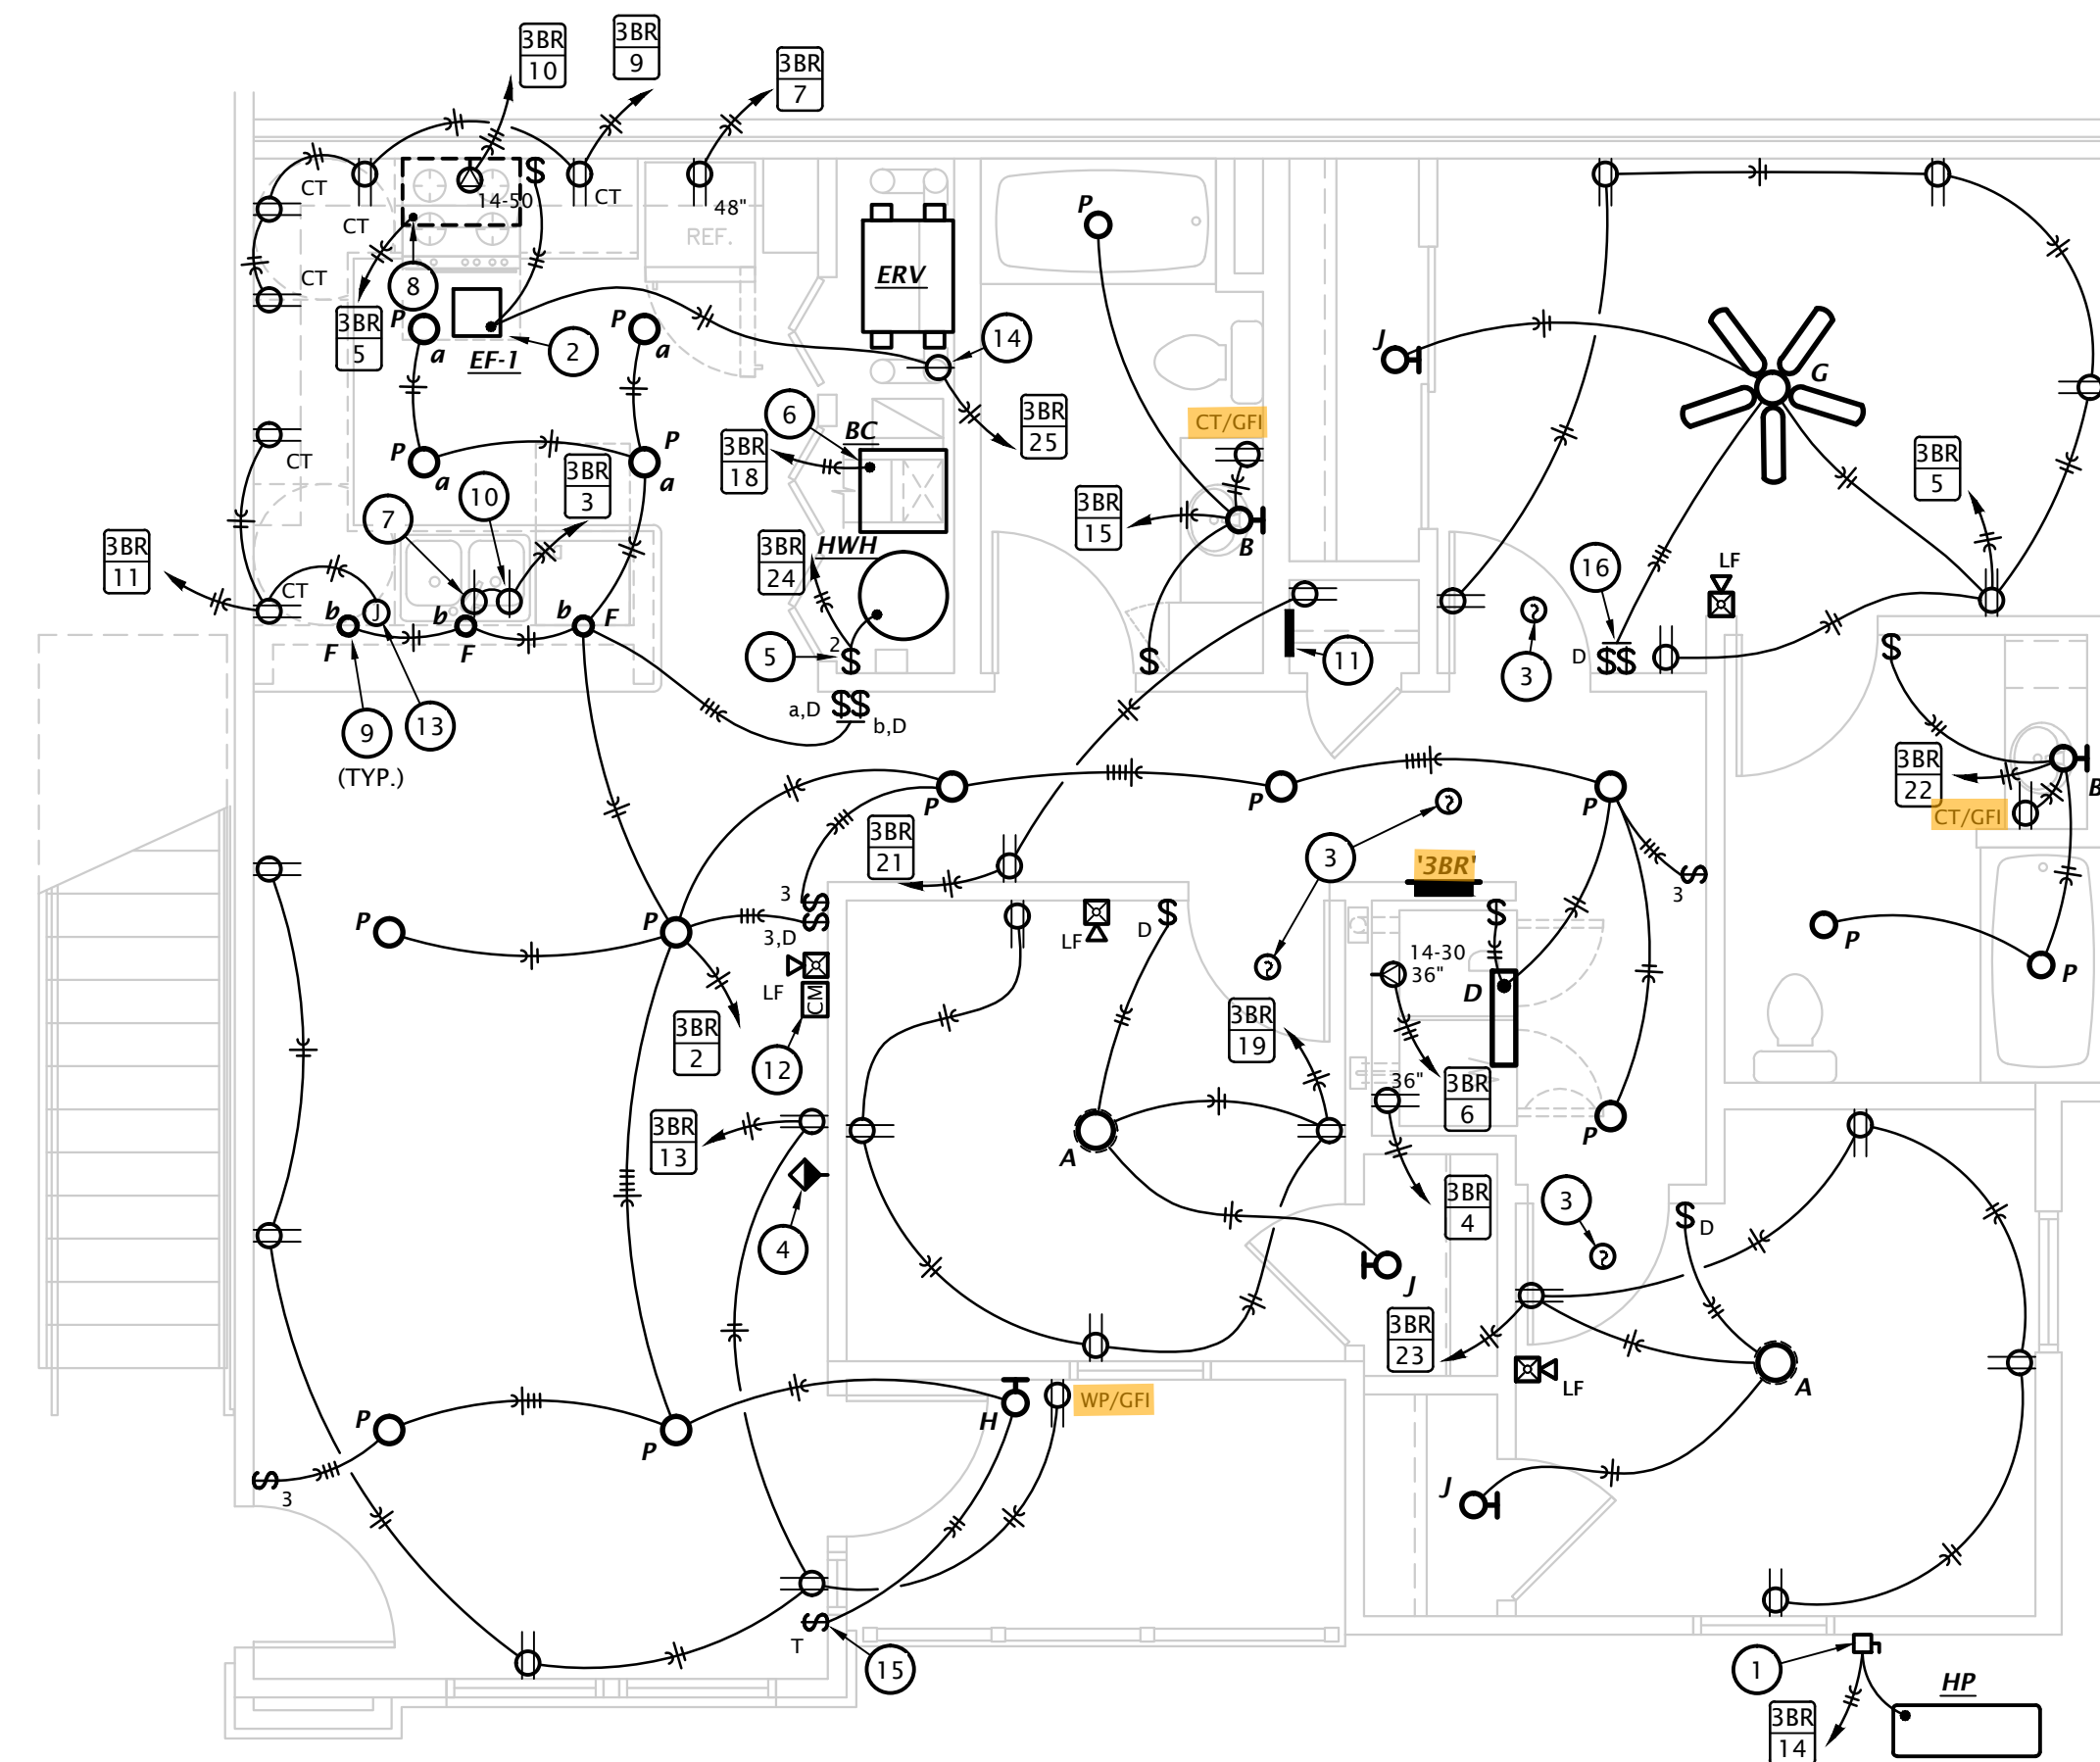 3BR
10
3BR
9
3BR
7
CT
CT
14-50
CT
48"
REF.
P
ERV
CT
8
3BR
5
P
a
EF-1
2
P
a
14
J
G
6
BC
3BR
18
3BR
25
CT/GFI
P
a
CT
10
3BR
3
P
a
7
3BR
15
B
3BR
5
3BR
11
CT
J
b
F
b
F
b
F
3BR
24
HWH
2
5
16
LF
3
D
11
9
(TYP.)
13
a,D
b,D
P
P
P
3BR
22
B
CT/GFI
3BR
21
3
'3BR'
3
P
P
3
3,D
LF
CM
12
3BR
2
LF
D
14-30
36"
D
P
P
3BR
19
36"
3BR
6
P
3BR
13
A
4
3BR
4
3
D
J
3BR
23
LF
A
P
P
H
WP/GFI
3
J
T
15
1
HP
3BR
14